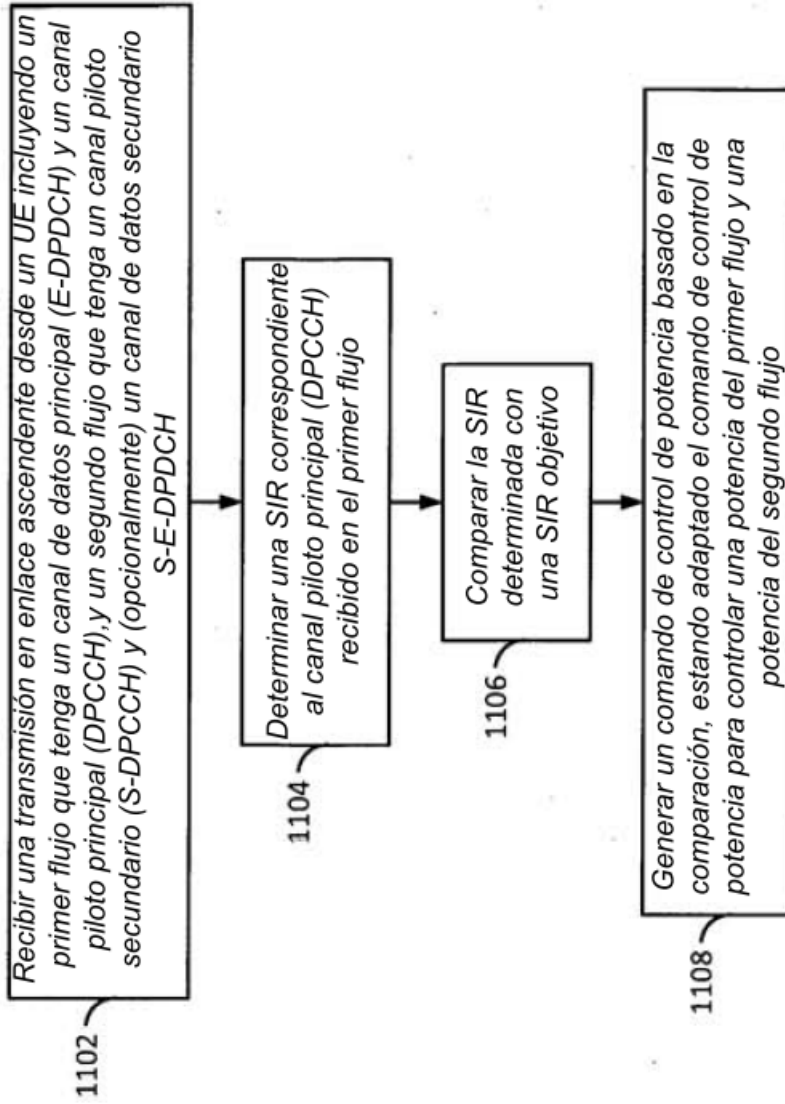 Recibir una transmisión en enlace ascendente desde un UE incluyendo un
primer flujo que tenga un canal de datos principal (E-DPDCH) y un canal
piloto principal (DPCCH),y un segundo flujo que tenga un canal piloto
secundario (S-DPCCH) y (opcionalmente) un canal de datos secundario
S-E-DPDCH
1102
Determinar una SIR correspondiente
al canal piloto principal (DPCCH)
recibido en el primer flujo
1104
Comparar la SIR
determinada con
una SIR objetivo
1106
Generar un comando de control de potencia basado en la
comparación, estando adaptado el comando de control de
potencia para controlar una potencia del primer flujo y una
potencia del segundo flujo
1108